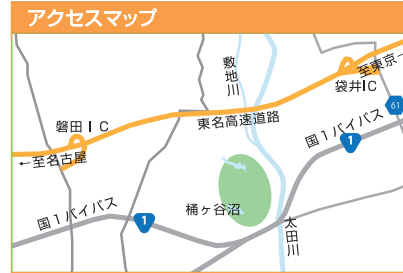 アクセスマップ
敷地川
至東京→
袋井IC
61
磐田IC
東名高速道路
←至名古屋
1
国1バイパス
桶ヶ谷沼
国1バイパス
1
太田川